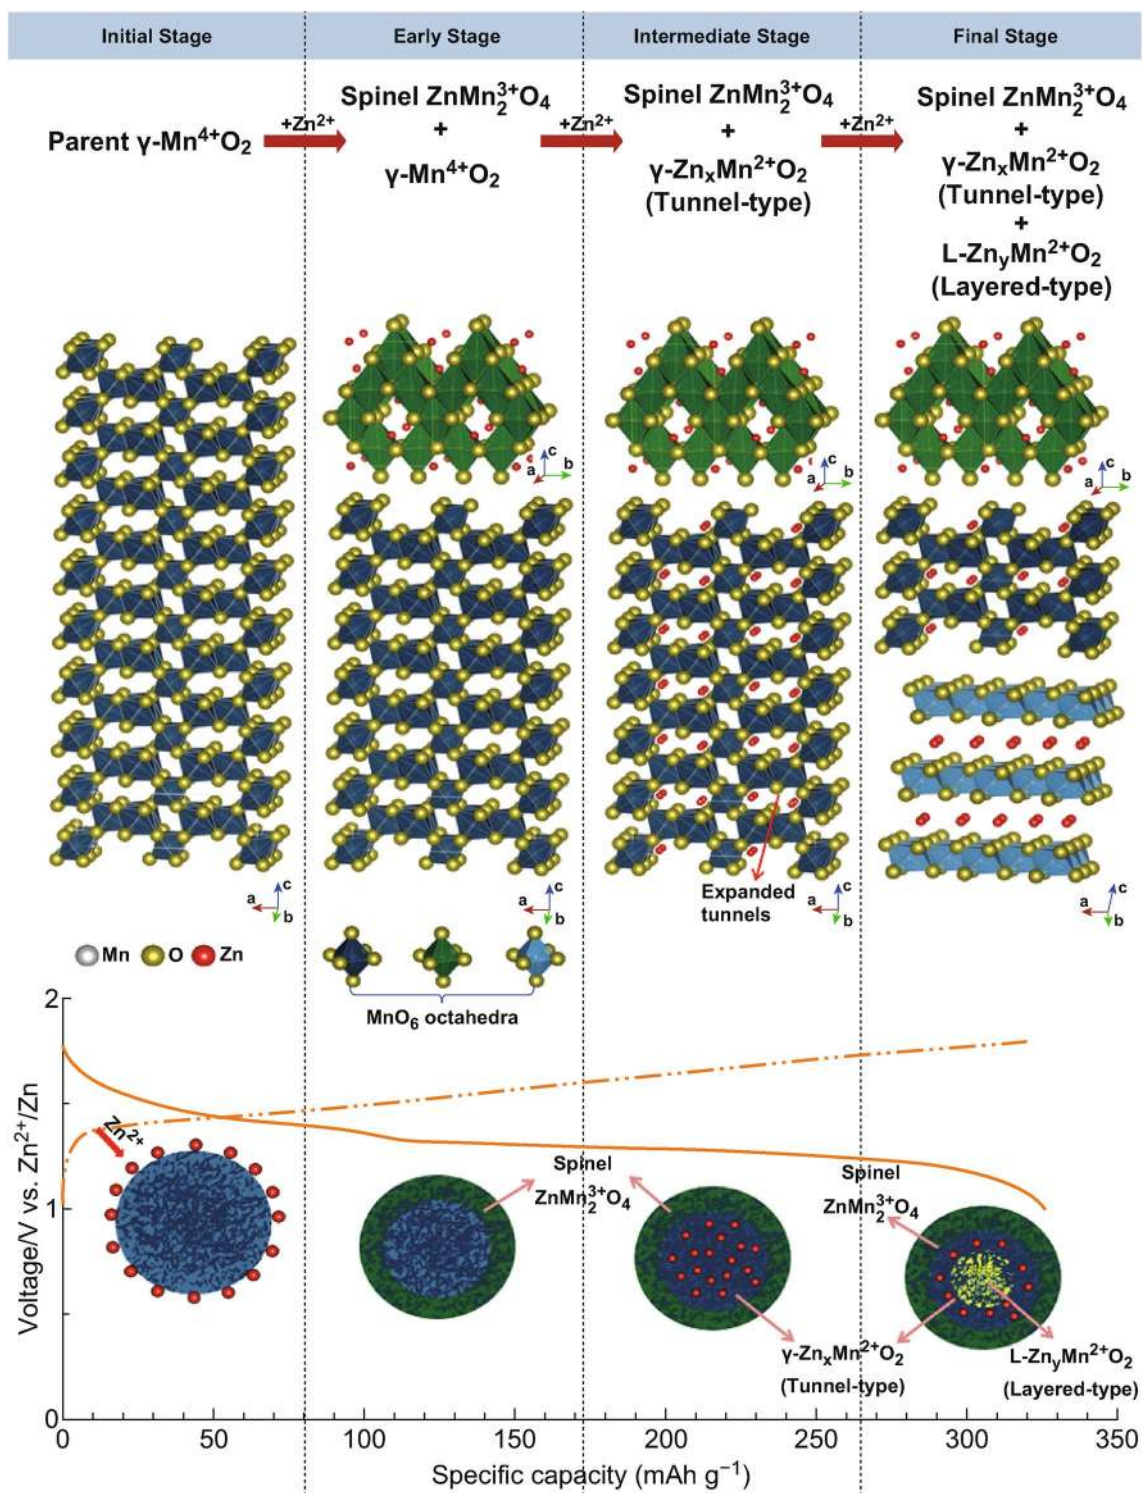 Initial Stage
Early Stage
Intermediate Stage
Final Stage
Parent γ-Mn⁴⁺O₂
+Zn²⁺
Spinel ZnMn₂³⁺O₄
+
γ-Mn⁴⁺O₂
+Zn²⁺
Spinel ZnMn₂³⁺O₄
+
γ-ZnₓMn²⁺O₂
(Tunnel-type)
+Zn²⁺
Spinel ZnMn₂³⁺O₄
+
γ-ZnₓMn²⁺O₂
(Tunnel-type)
+
L-ZnyMn²⁺O₂
(Layered-type)
c
a
b
c
a
b
c
a
b
Expanded
tunnels
c
a
b
c
a
b
c
a
b
c
a
b
Mn
O
Zn
MnO₆ octahedra
Voltage/V vs. Zn²⁺/Zn
2
1
0
Zn²⁺
Spinel
ZnMn₂³⁺O₄
Spinel
ZnMn₂³⁺O₄
γ-ZnₓMn²⁺O₂
(Tunnel-type)
L-ZnyMn²⁺O₂
(Layered-type)
0
50
100
150
200
250
300
350
Specific capacity (mAh g⁻¹)